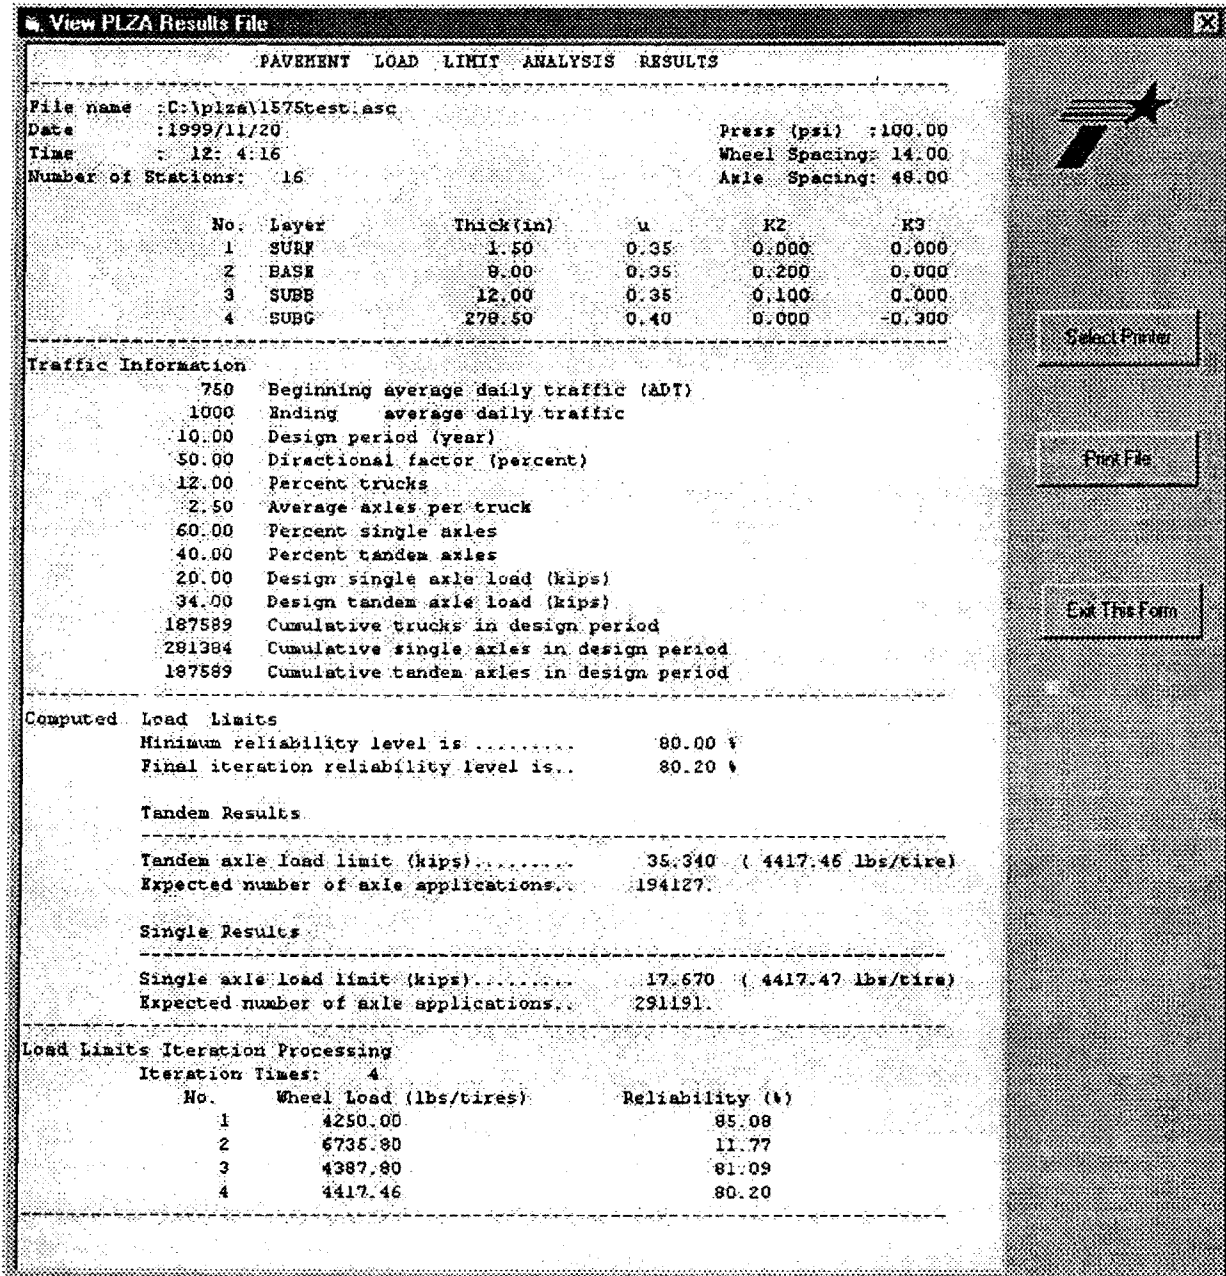 View PLZA Results File
PAVEMENT LOAD LIMIT ANALYSIS RESULTS
File name :C:\plza\1575test.asc
Date :1999/11/20 Press (psi) :100.00
Time : 12: 4:16 Wheel Spacing: 14.00
Number of Stations: 16 Axle Spacing: 48.00
No. Layer Thick(in) u K2 K3
1 SURF 1.50 0.35 0.000 0.000
2 BASE 8.00 0.35 0.200 0.000
3 SUBB 12.00 0.35 0.100 0.000
4 SUBG 278.50 0.40 0.000 -0.300
Select Printer
Traffic Information
750 Beginning average daily traffic (ADT)
1000 Ending average daily traffic
10.00 Design period (year)
50.00 Directional factor (percent)
Print File
12.00 Percent trucks
2.50 Average axles per truck
60.00 Percent single axles
40.00 Percent tandem axles
20.00 Design single axle load (kips)
34.00 Design tandem axle load (kips)
Exit This Form
187589 Cumulative trucks in design period
281384 Cumulative single axles in design period
187589 Cumulative tandem axles in design period
Computed Load Limits
Minimum reliability level is ......... 80.00 %
Final iteration reliability level is.. 80.20 %
Tandem Results
Tandem axle load limit (kips)......... 35.340 ( 4417.46 lbs/tire)
Expected number of axle applications.. 194127.
Single Results
Single axle load limit (kips)......... 17.670 ( 4417.47 lbs/tire)
Expected number of axle applications.. 291191.
Load Limits Iteration Processing
Iteration Times: 4
No. Wheel Load (lbs/tires) Reliability (%)
1 4250.00 85.08
2 6735.80 11.77
3 4387.80 81.09
4 4417.46 80.20